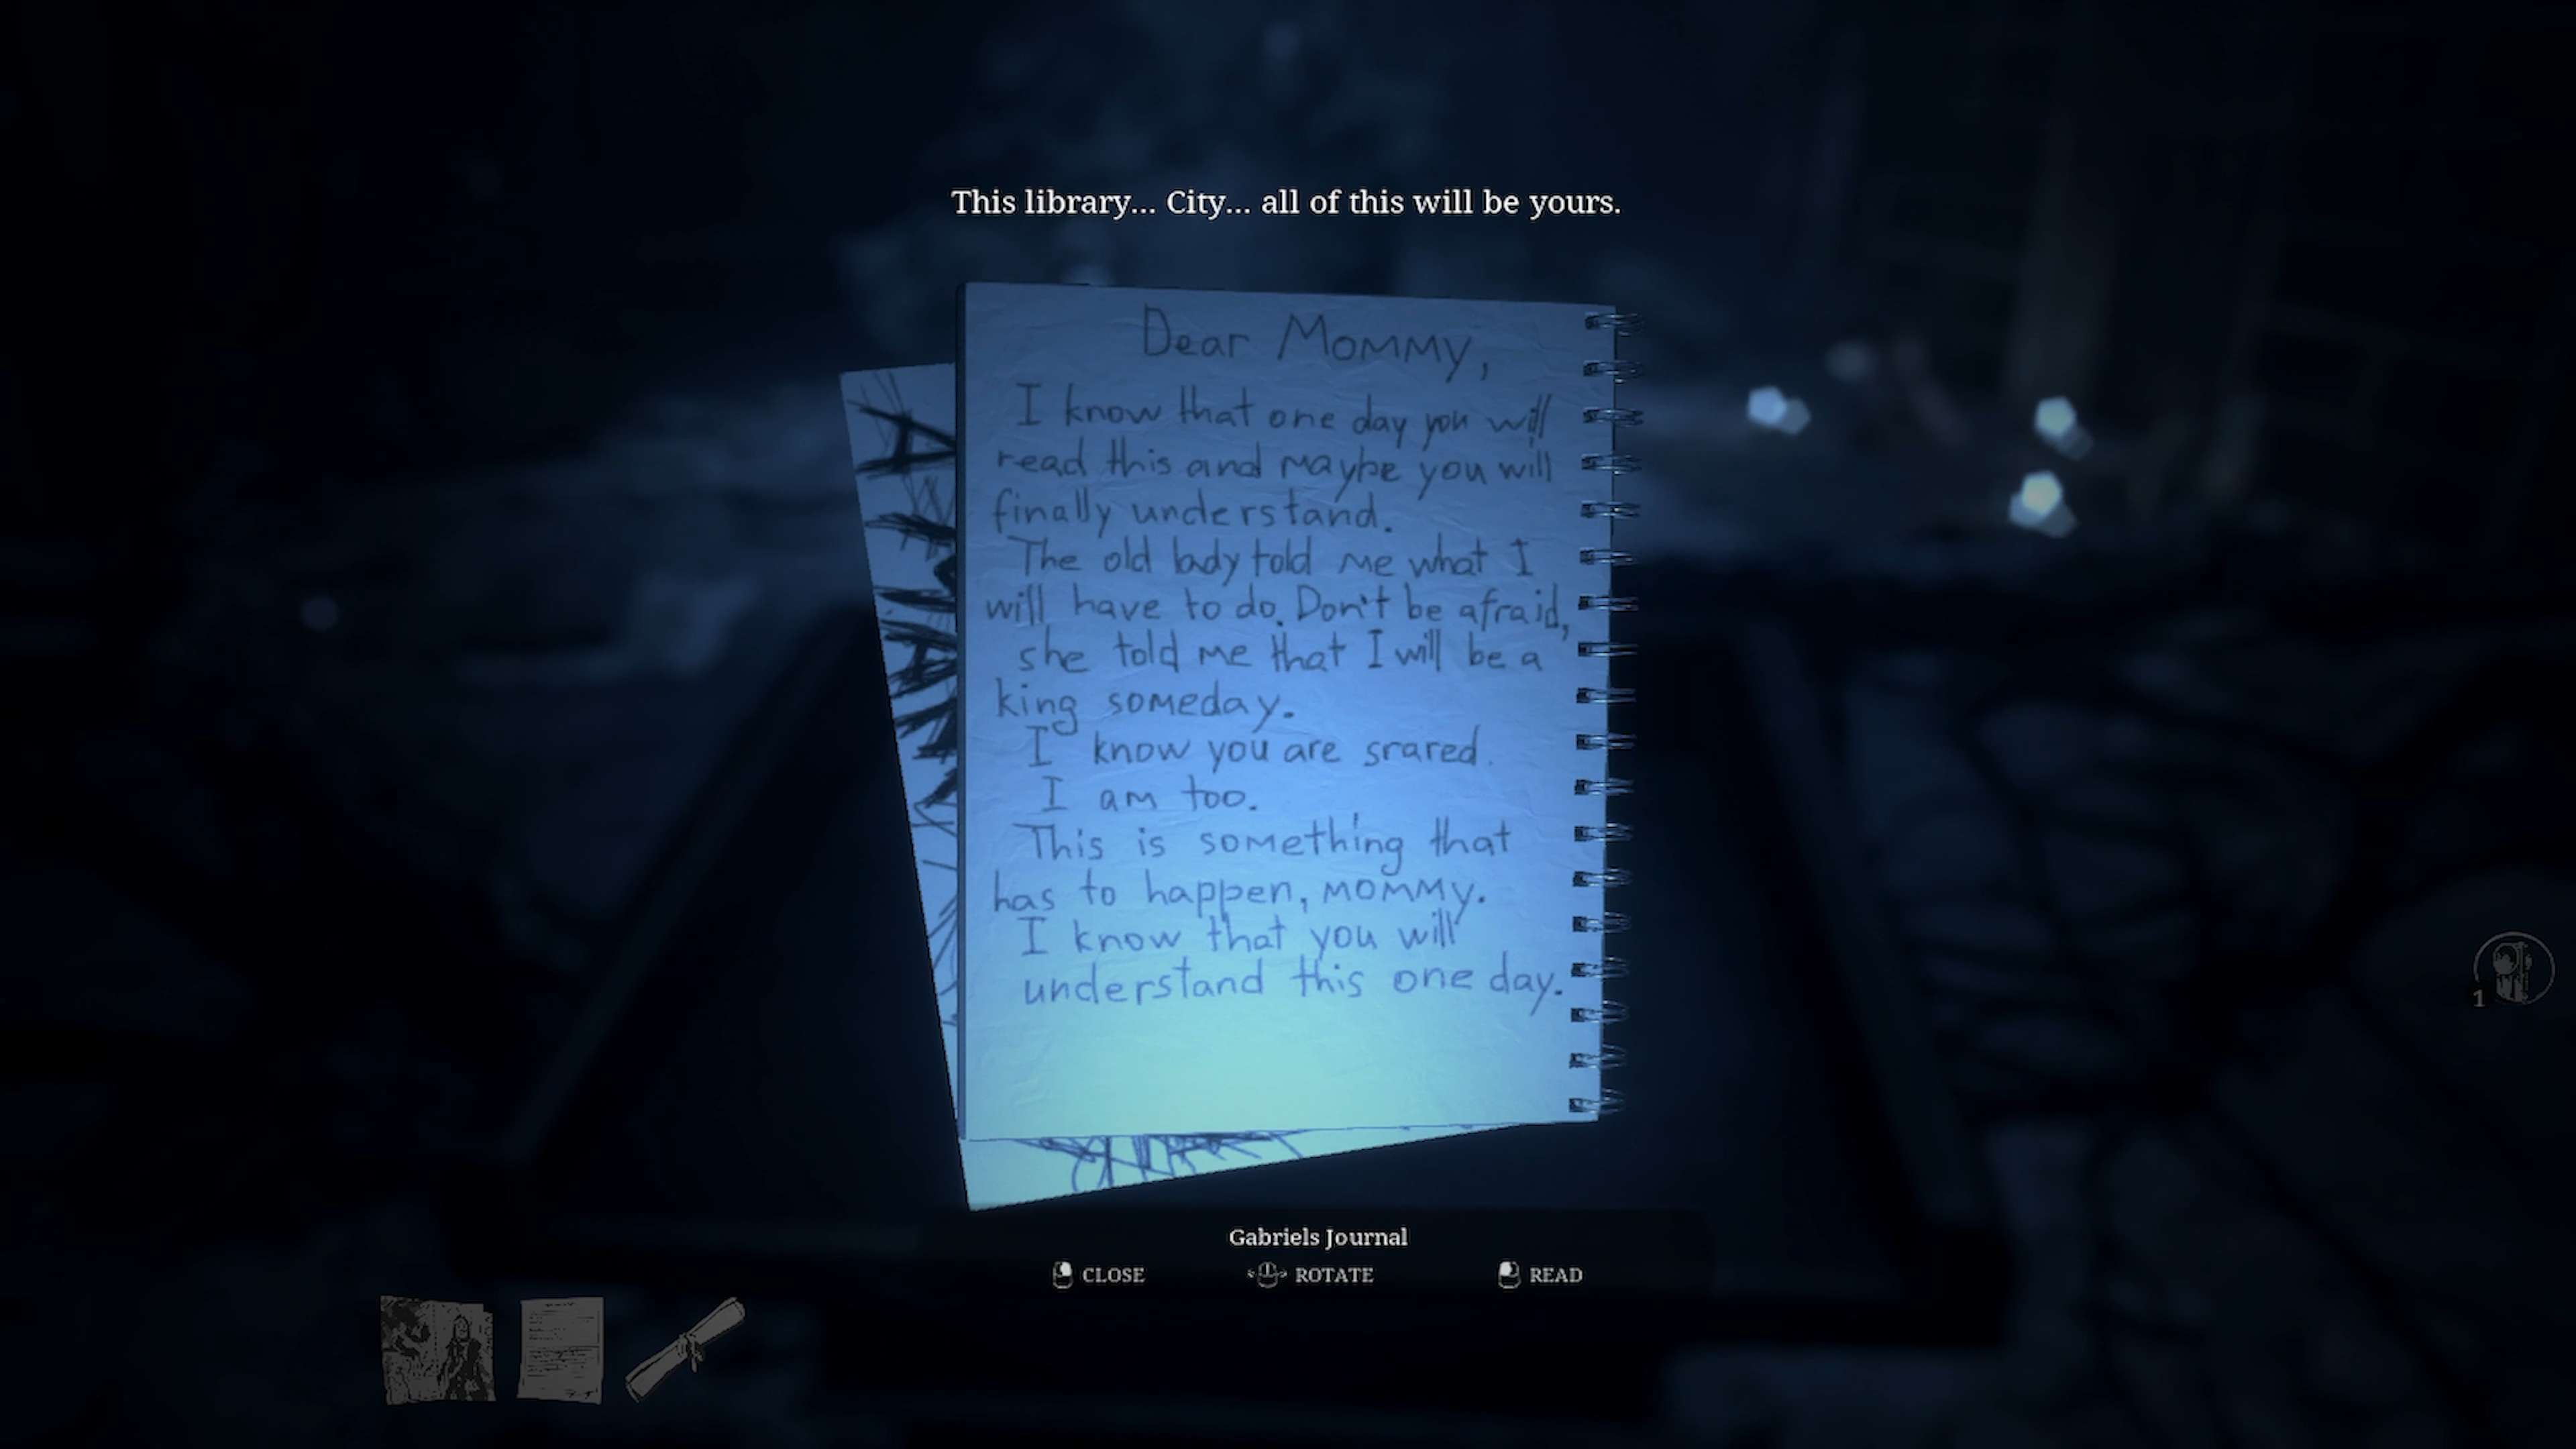 This library... City... all of this will be yours.
Dear Mommy,
I know that one day you will
read this and maybe you will
finally understand.
The old lady told me what I
will have to do. Don't be afraid,
she told me that I will be a
king someday.
I know you are srared.
I am too.
This is something that
has to happen, mommy.
I know that you will
understand this one day.
1
Gabriels Journal
CLOSE ROTATE READ